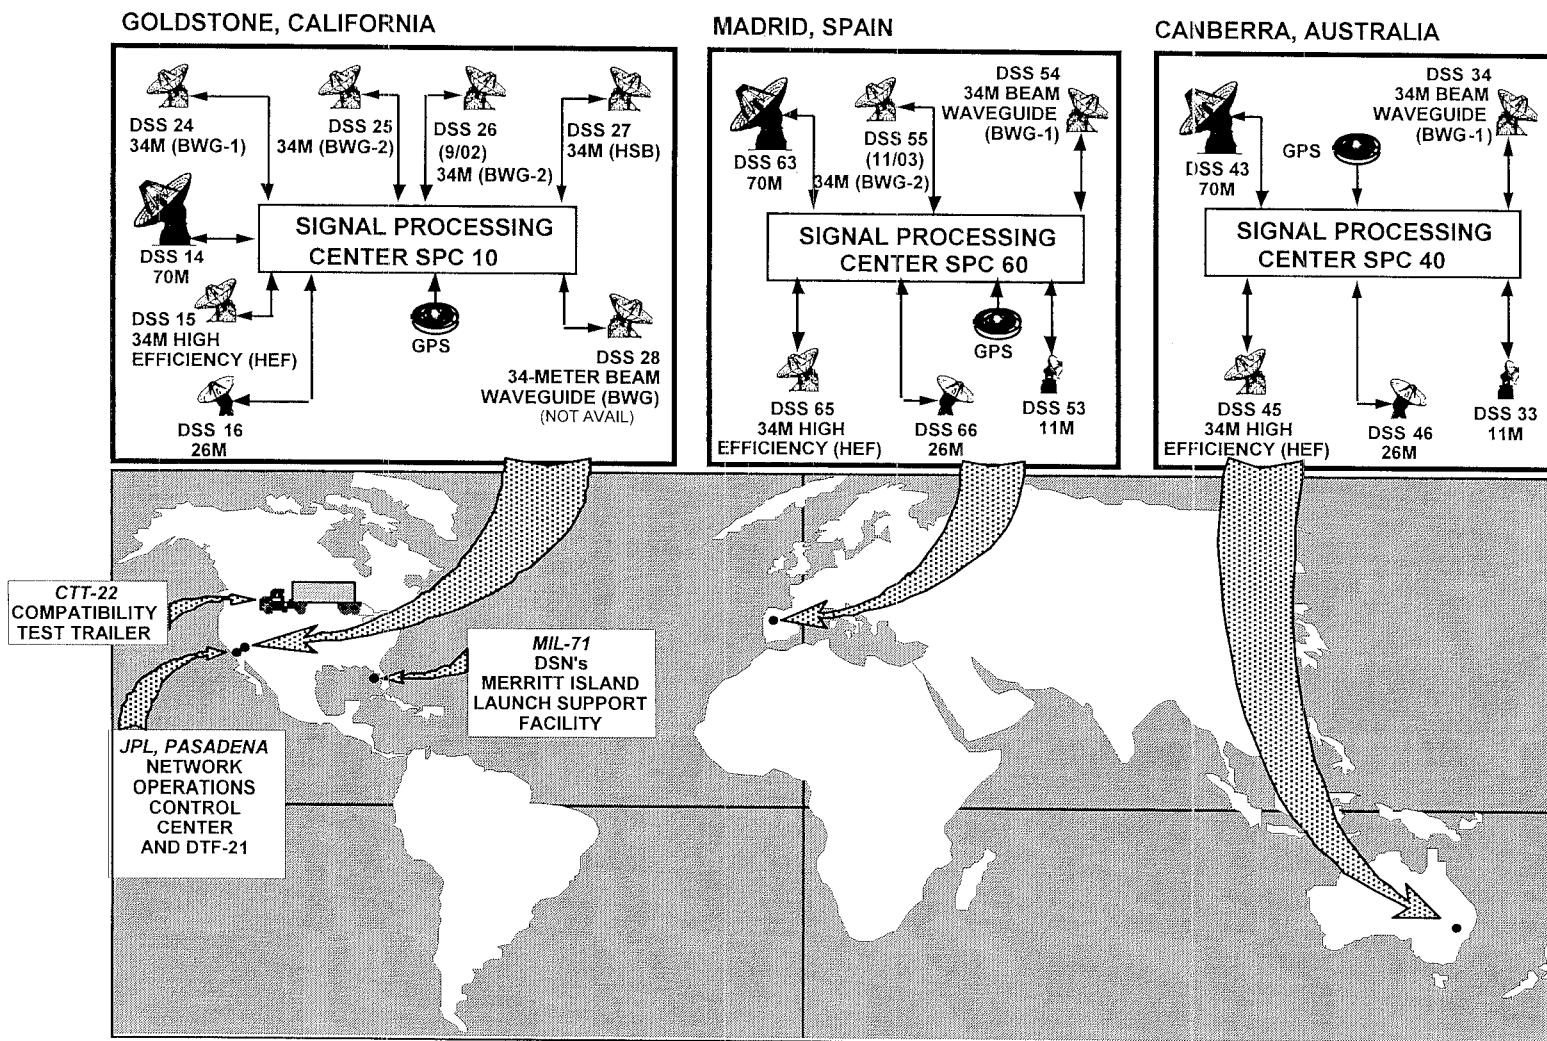 GOLDSTONE, CALIFORNIA
DSS 24
34M (BWG-1)
DSS 25
34M (BWG-2)
DSS 26
(9/02)
34M (BWG-2)
DSS 27
34M (HSB)
DSS 14
70M
SIGNAL PROCESSING
CENTER SPC 10
DSS 15
34M HIGH
EFFICIENCY (HEF)
GPS
DSS 28
34-METER BEAM
WAVEGUIDE (BWG)
(NOT AVAIL)
DSS 16
26M
MADRID, SPAIN
DSS 63
70M
DSS 55
(11/03)
34M (BWG-2)
DSS 54
34M BEAM
WAVEGUIDE
(BWG-1)
SIGNAL PROCESSING
CENTER SPC 60
GPS
DSS 65
34M HIGH
EFFICIENCY (HEF)
DSS 66
26M
DSS 53
11M
CANBERRA, AUSTRALIA
DSS 43
70M
GPS
DSS 34
34M BEAM
WAVEGUIDE
(BWG-1)
SIGNAL PROCESSING
CENTER SPC 40
DSS 45
34M HIGH
EFFICIENCY (HEF)
DSS 46
26M
DSS 33
11M
CTT-22
COMPATIBILITY
TEST TRAILER
MIL-71
DSN's
MERRITT ISLAND
LAUNCH SUPPORT
FACILITY
JPL, PASADENA
NETWORK
OPERATIONS
CONTROL
CENTER
AND DTF-21